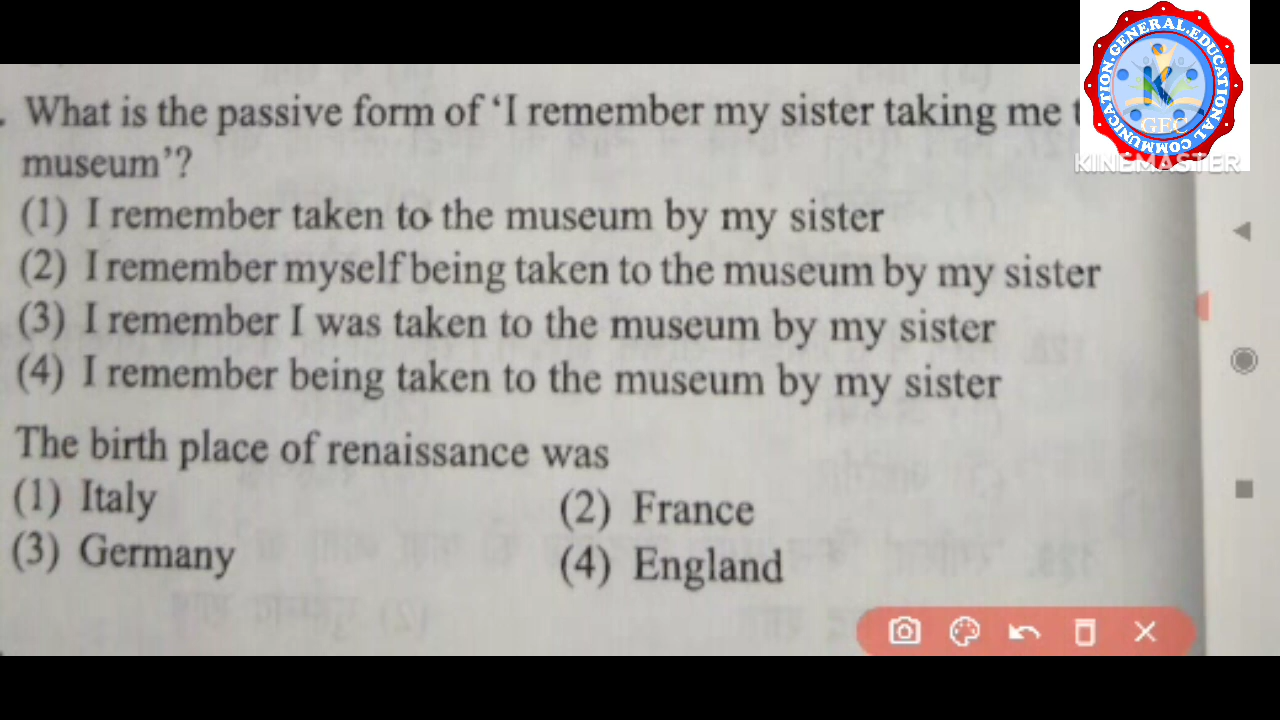 . What is the passive form of ‘I remember my sister taking me
museum’?
(1) I remember taken to the museum by my sister
(2) I remember myself being taken to the museum by my sister
(3) I remember I was taken to the museum by my sister
(4) I remember being taken to the museum by my sister
The birth place of renaissance was
(1) Italy (2) France
(3) Germany (4) England
COMMUNICATION.GENERAL.EDUCATIONAL
K
GEC
KINEMASTER